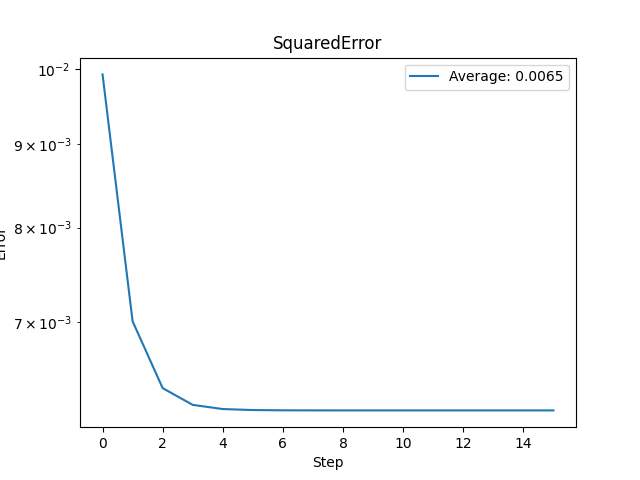 SquaredError
Average: 0.0065
10⁻²
9 × 10⁻³
8 × 10⁻³
7 × 10⁻³
Error
0 2 4 6 8 10 12 14
Step